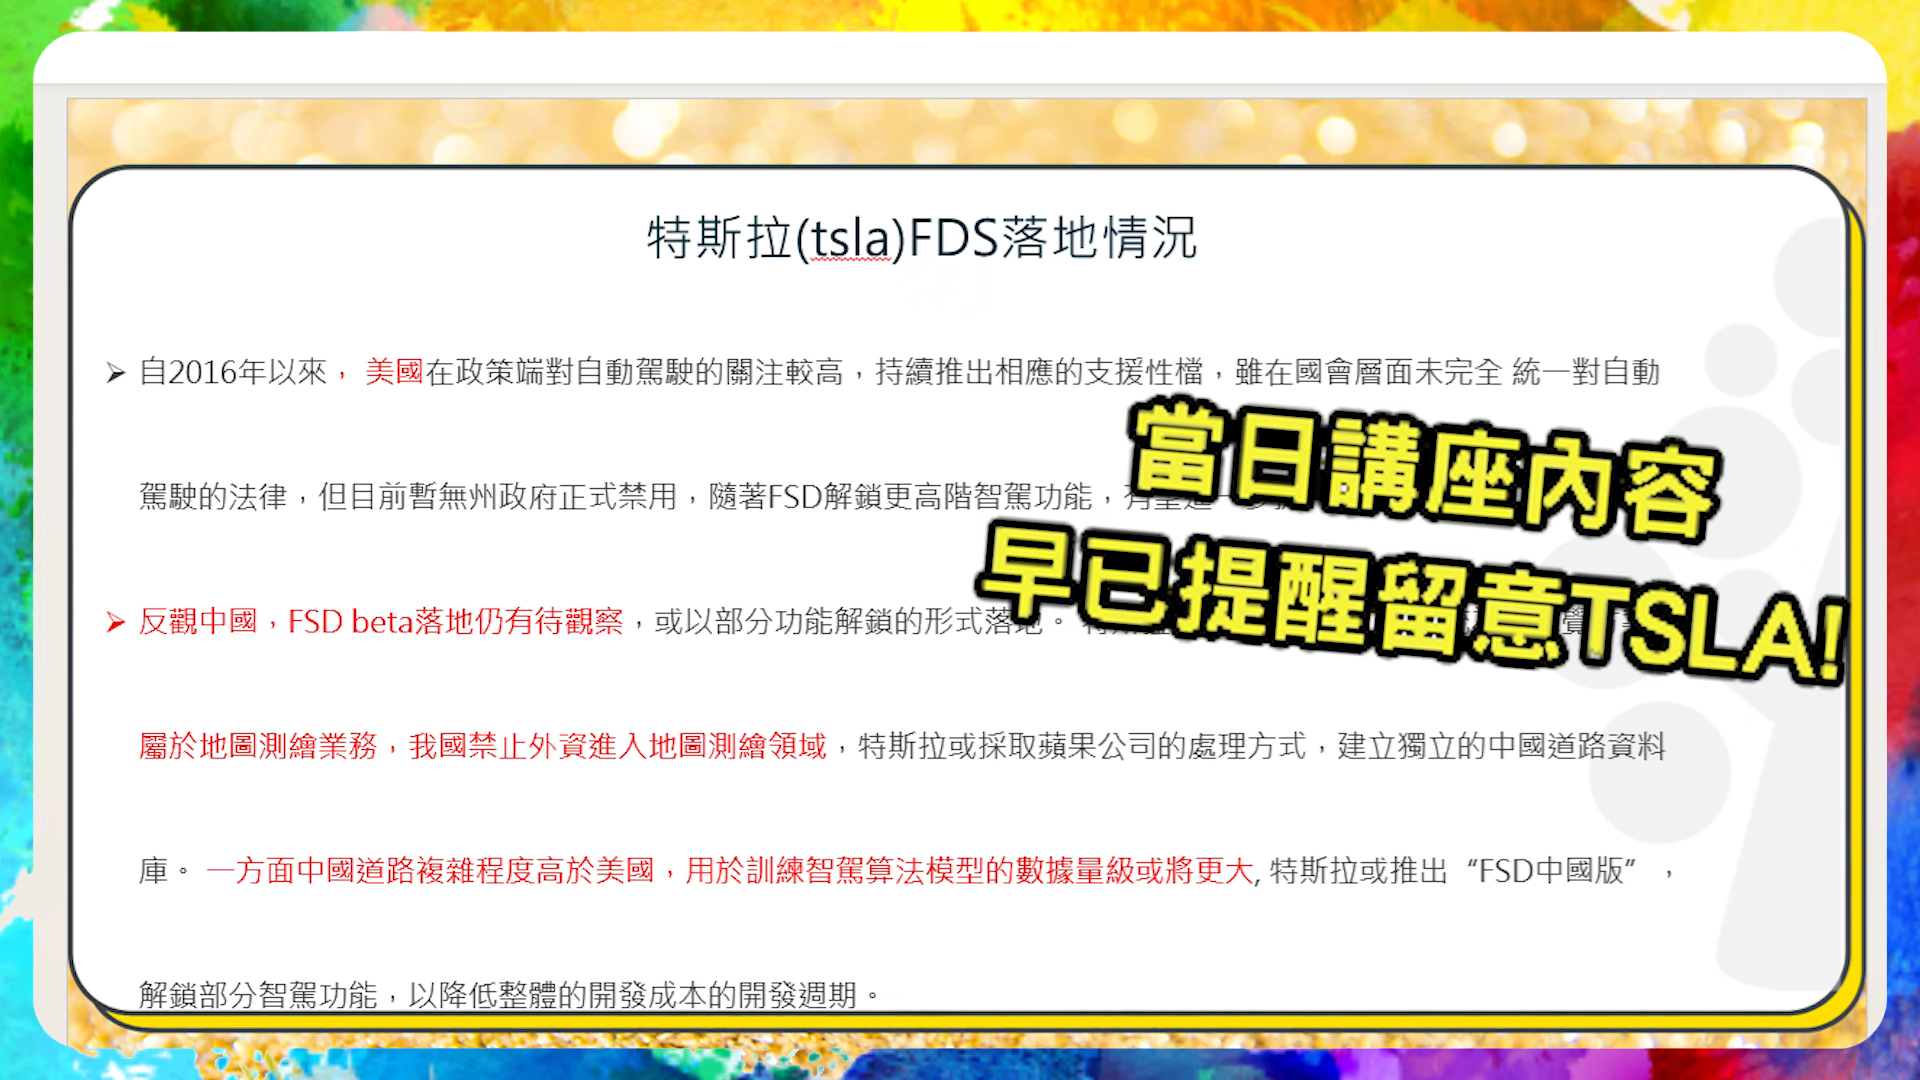 特斯拉(tsla)FDS落地情況
自2016年以來， 美國在政策端對自動駕駛的關注較高，持續推出相應的支援性檔，雖在國會層面未完全 統一對自動
駕駛的法律，但目前暫無州政府正式禁用，隨著FSD解鎖更高階智駕功能，
當日講座內容
早已提醒留意TSLA!
反觀中國，FSD beta落地仍有待觀察，或以部分功能解鎖的形式落地。
屬於地圖測繪業務，我國禁止外資進入地圖測繪領域，特斯拉或採取蘋果公司的處理方式，建立獨立的中國道路資料
庫。 一方面中國道路複雜程度高於美國，用於訓練智駕算法模型的數據量級或將更大, 特斯拉或推出“FSD中國版”，
解鎖部分智駕功能，以降低整體的開發成本的開發週期。